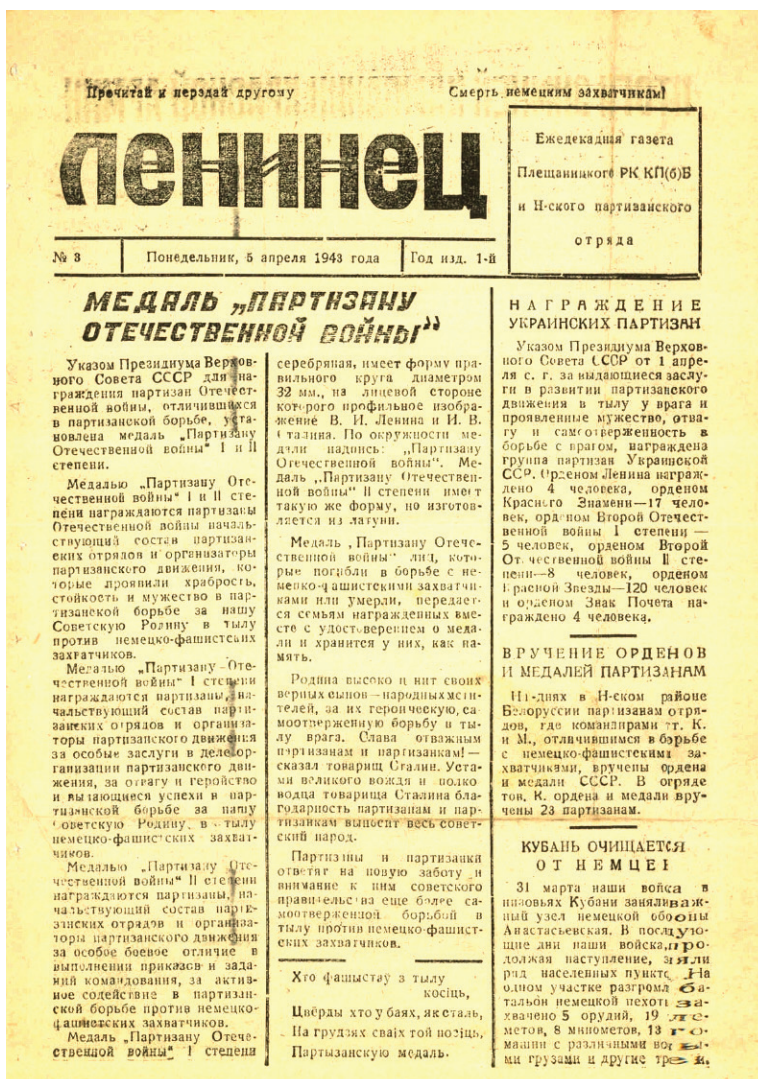 Прочитай и перздай другому
Смерть немецким захватчикам!
ЛЕНИНЕЦ
Ежедекадная газета
Плещаницкого РК КП(б)Б
и Н-ского партизанского
отряда
№ 3
Понедельник, 5 апреля 1943 года
Год изд. 1-й
МЕДАЛЬ „ПАРТИЗАНУ
ОТЕЧЕСТВЕННОЙ ВОЙНЫ“
Указом Президиума Верхов-
ного Совета СССР для на-
граждения партизан Отечест-
венной войны, отличившихся
в партизанской борьбе, уста-
новлена медаль „Партизану
Отечественной войны“ I и II
степени.
Медалью „Партизану Оте-
чественной войны“ I и II сте-
пени награждаются партизаны
Отечественной войны началь-
ствующий состав партизан-
ских отрядов и организаторы
партизанского движения, ко-
торые проявили храбрость,
стойкость и мужество в пар-
тизанской борьбе за нашу
Советскую Родину в тылу
против немецко-фашистских
захватчиков.
Медалью „Партизану Оте-
чественной войны“ I степени
награждаются партизаны, на-
чальствующий состав парти-
занских отрядов и организа-
торы партизанского движения
за особые заслуги в деле ор-
ганизации партизанского дви-
жения, за отвагу и геройство
и выдающиеся успехи в пар-
тизанской борьбе за нашу
Советскую Родину, в тылу
немецко-фашистских захват-
чиков.
Медалью „Партизану Оте-
чественной войны“ II степени
награждаются партизаны, на-
чальствующий состав парти-
занских отрядов и организа-
торы партизанского движения
за особое боевое отличие в
выполнении приказов и зада-
ний командования, за актив-
ное содействие в партизан-
ской борьбе против немецко-
фашистских захватчиков.
Медаль „Партизану Отече-
ственной войны“ I степени
серебряная, имеет форму пра-
вильного круга диаметром
32 мм., на лицевой стороне
которого профильное изобра-
жение В. И. Ленина и И. В.
Сталина. По окружности ме-
дали надпись: „Партизану
Отечественной войны“. Ме-
даль „Партизану Отечествен-
ной войны“ II степени имеет
такую же форму, но изготов-
ляется из латуни.
Медаль „Партизану Отече-
ственной войны“ лиц, кото-
рые погибли в борьбе с не-
мецко-фашистскими захватчи-
ками или умерли, передает-
ся семьям награжденных вме-
сте с удостоверением о меда-
ли и хранится у них, как па-
мять.
Родина высоко ценит своих
верных сынов—народных мсти-
телей, за их героическую, са-
моотверженную борьбу в ты-
лу врага. Слава отважным
партизанам и партизанкам!—
сказал товарищ Сталин. Уста-
ми великого вождя и полко-
водца товарища Сталина бла-
годарность партизанам и пар-
тизанкам выносит весь совет-
ский народ.
Партизаны и партизанки
ответят на новую заботу и
внимание к ним советского
правительства еще более са-
моотверженной борьбой в
тылу против немецко-фашист-
ских захватчиков.
Хто фашыстаў з тылу
косіць,
Цвёрды хто у баях, як сталь,
На грудзях сваіх той носіць,
Партызанскую медаль.
НАГРАЖДЕНИЕ
УКРАИНСКИХ ПАРТИЗАН
Указом Президиума Верхов-
ного Совета СССР от 1 апре-
ля с. г. за выдающиеся заслу-
ги в развитии партизанского
движения в тылу у врага и
проявленные мужество, отва-
гу и самоотверженность в
борьбе с врагом, награждена
группа партизан Украинской
ССР. Орденом Ленина награж-
дено 4 человека, орденом
Красного Знамени—17 чело-
век, орденом Второй Отечест-
венной войны I степени —
5 человек, орденом Второй
Отечественной войны II сте-
пени—8 человек, орденом
Красной Звезды—120 человек
и орденом Знак Почета на-
граждено 4 человека.
ВРУЧЕНИЕ ОРДЕНОВ
И МЕДАЛЕЙ ПАРТИЗАНАМ
На-днях в Н-ском районе
Белоруссии партизанам отря-
дов, где командирами тт. К.
и М., отличившимся в борьбе
с немецко-фашистскими за-
хватчиками, вручены ордена
и медали СССР. В отряде
тов. К. ордена и медали вру-
чены 23 партизанам.
КУБАНЬ ОЧИЩАЕТСЯ
ОТ НЕМЦЕВ
31 марта наши войска в
низовьях Кубани заняли важ-
ный узел немецкой обороны
Анастасьевская. В последую-
щие дни наши войска, про-
должая наступление, заняли
ряд населенных пунктов. На
одном участке разгромлен ба-
тальон немецкой пехоты за-
хвачено 5 орудий, 19 пуле-
метов, 8 минометов, 13
машин с различными
ми грузами и другие трофеи.